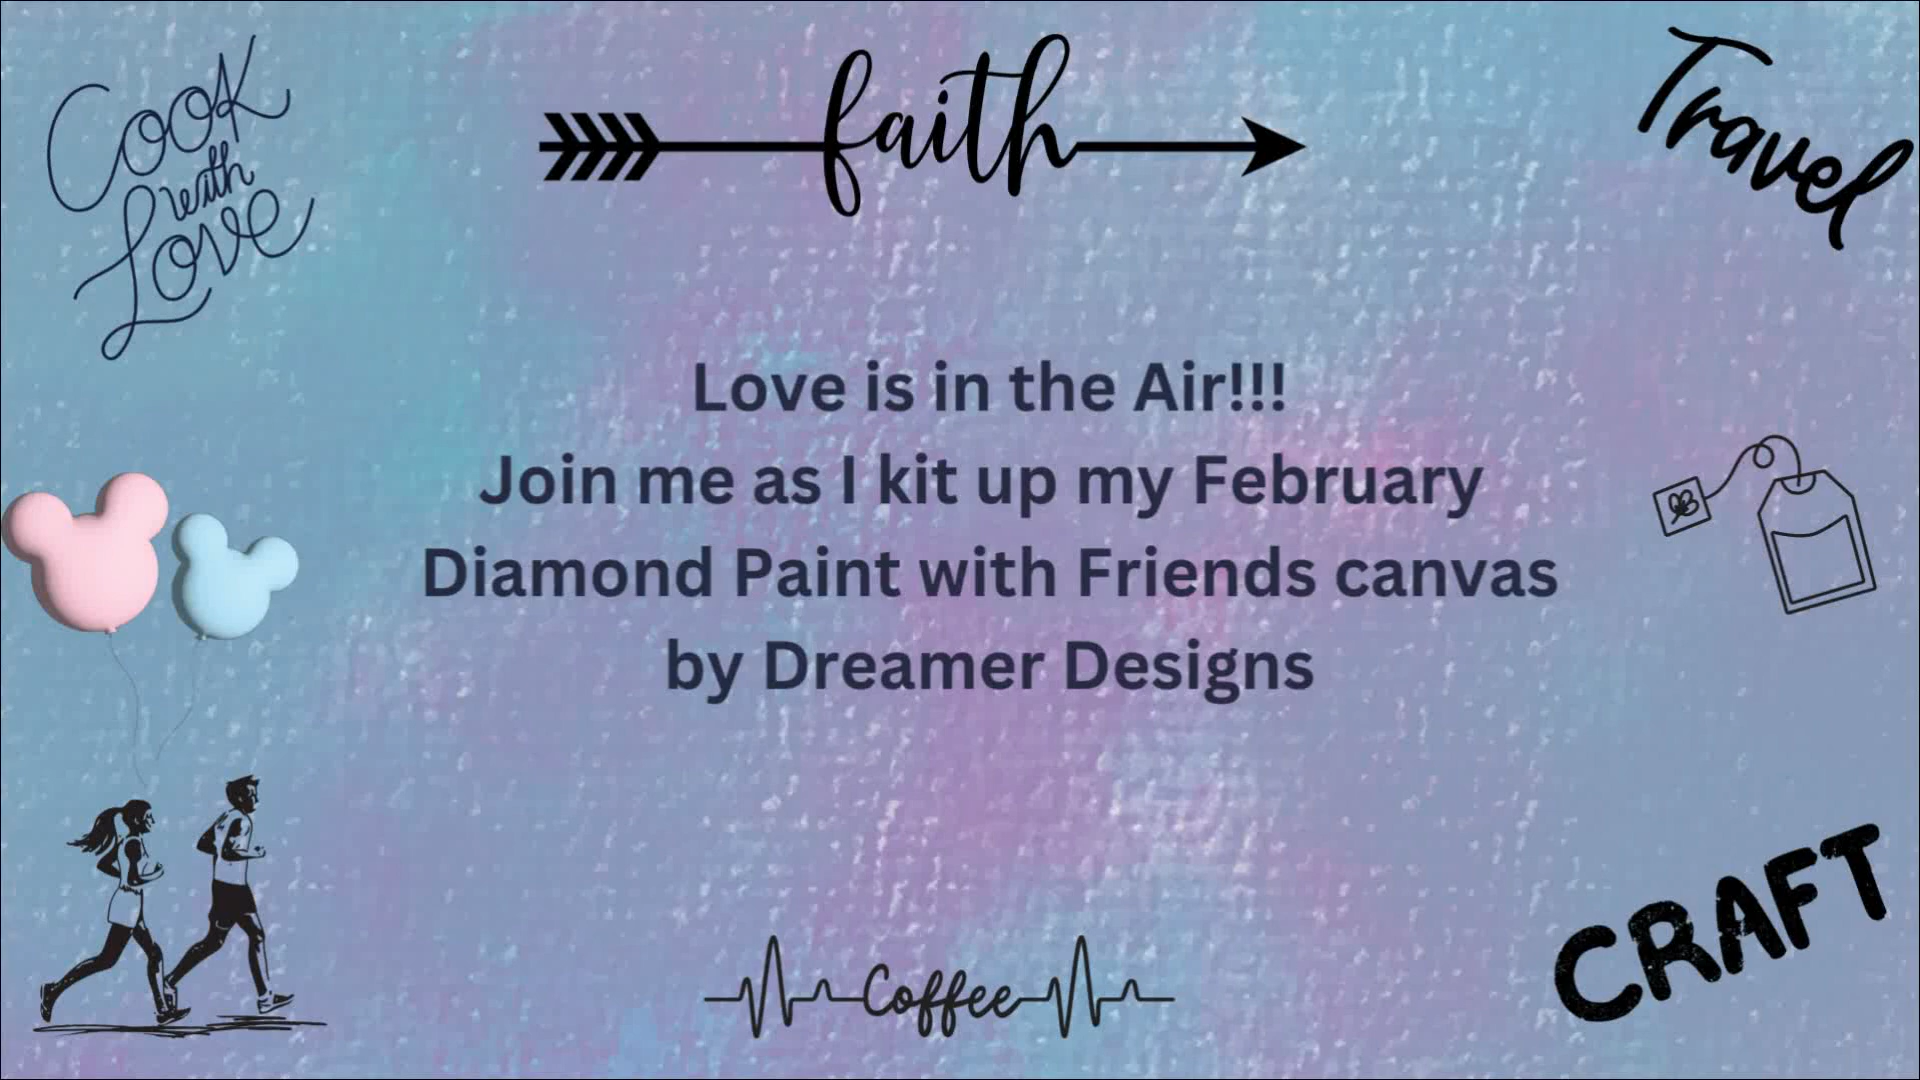 Cook
with
Love
faith
Travel
Love is in the Air!!!
Join me as I kit up my February
Diamond Paint with Friends canvas
by Dreamer Designs
Coffee
CRAFT